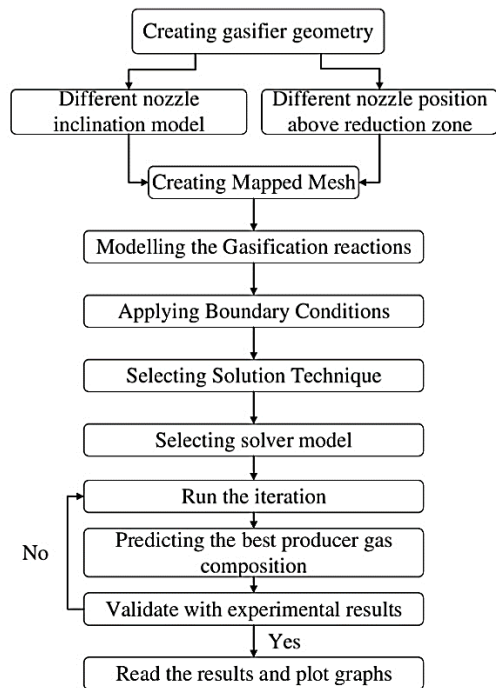 Creating gasifier geometry
Different nozzle
inclination model
Different nozzle position
above reduction zone
Creating Mapped Mesh
Modelling the Gasification reactions
Applying Boundary Conditions
Selecting Solution Technique
Selecting solver model
Run the iteration
No
Predicting the best producer gas
composition
Validate with experimental results
Yes
Read the results and plot graphs